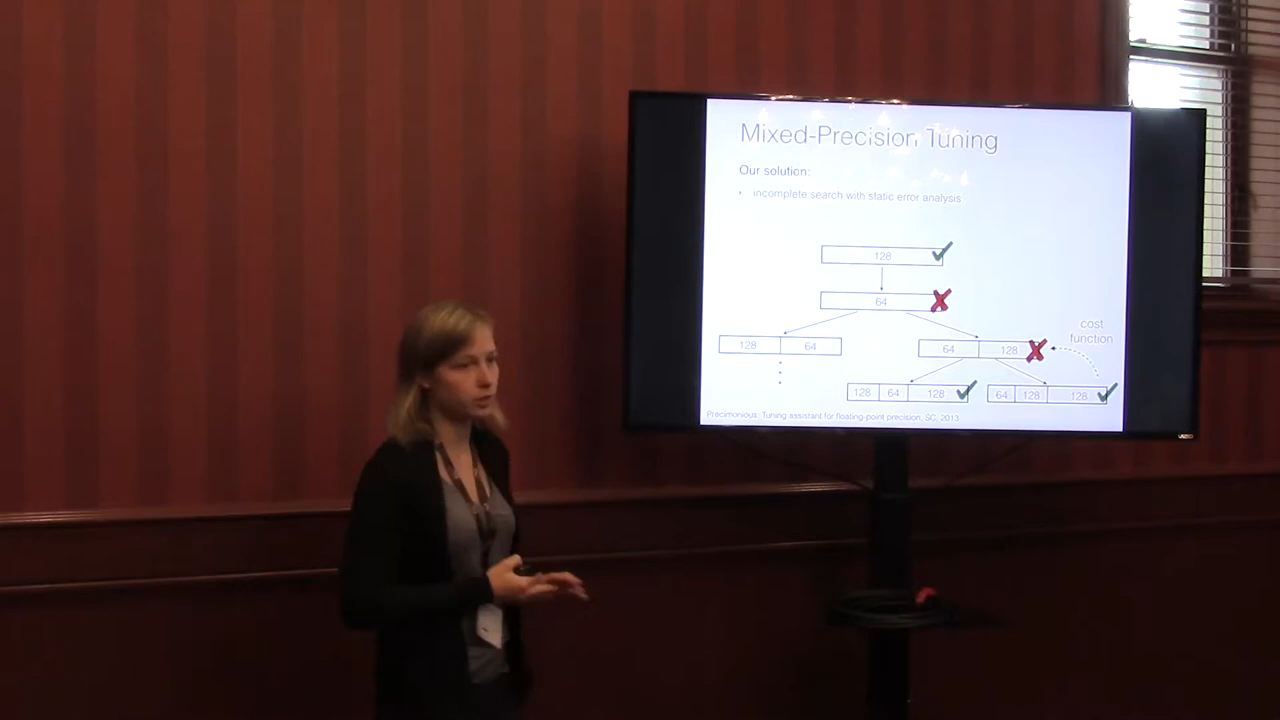 Mixed-Precision Tuning
Our solution:
• incomplete search with static error analysis
128
64
cost
function
128 64
64 128
128 64 128
64 128 128
Precimonious: Tuning assistant for floating-point precision, SC, 2013
VIZIO